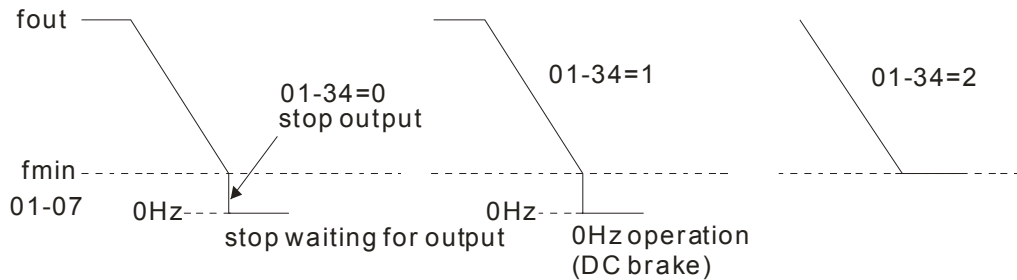 fout
01-34=0
stop output
01-34=1
01-34=2
fmin
01-07
0Hz
0Hz
stop waiting for output
0Hz operation
(DC brake)